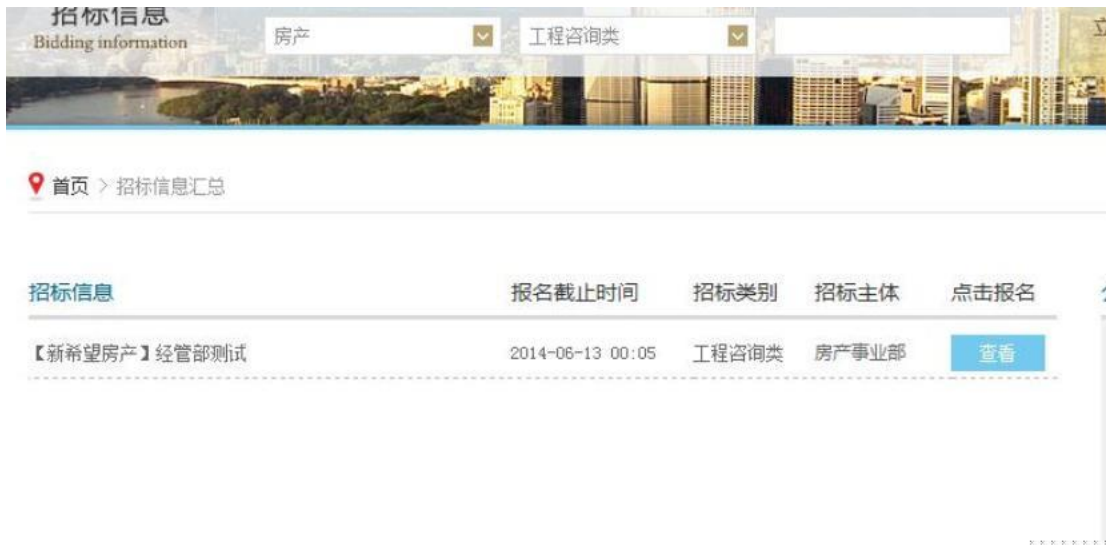 招标信息
Bidding information
房产
工程咨询类
首页 > 招标信息汇总
招标信息 报名截止时间 招标类别 招标主体 点击报名
【新希望房产】经管部测试 2014-06-13 00:05 工程咨询类 房产事业部 查看